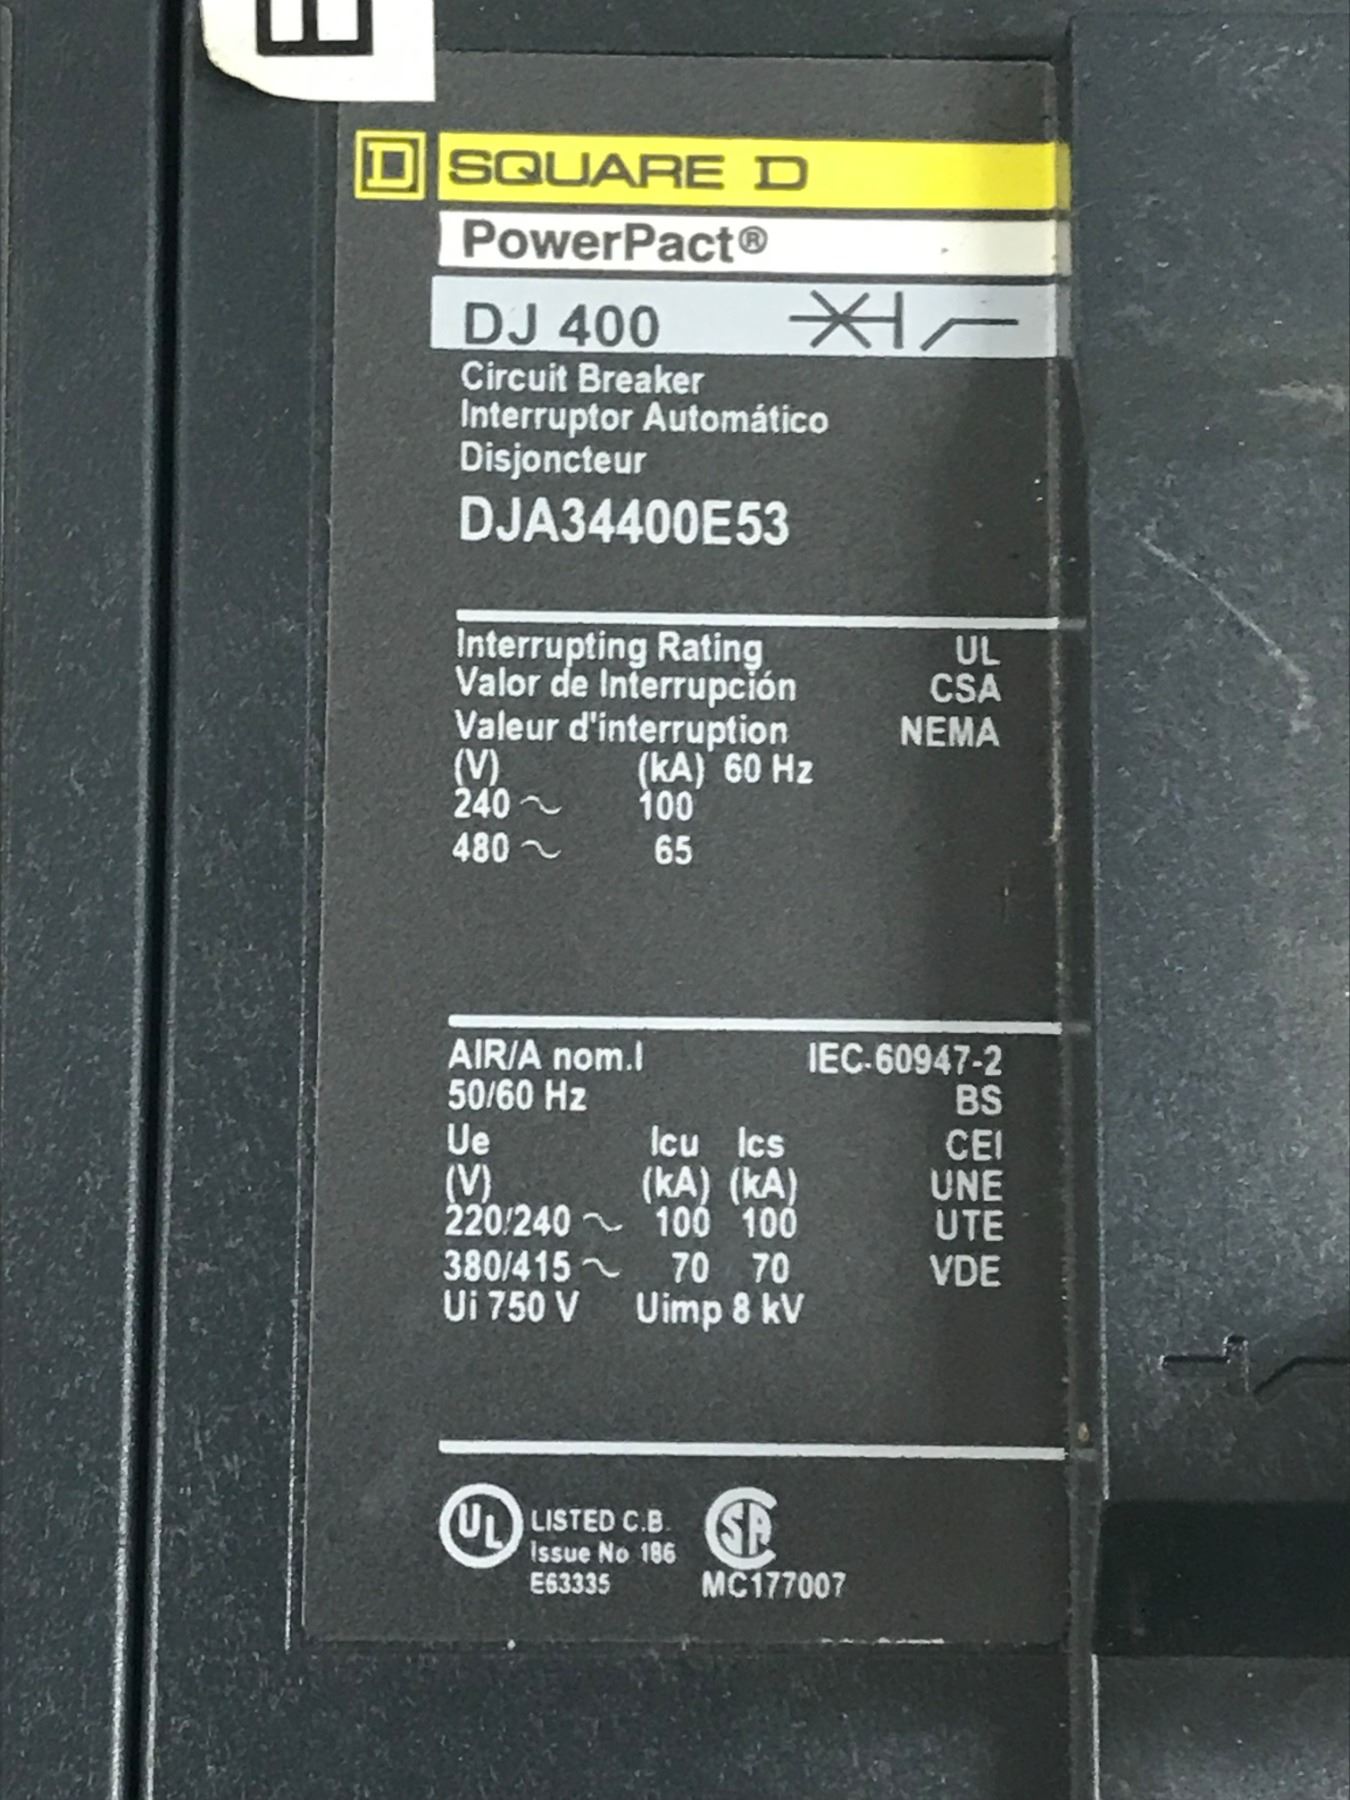 SQUARE D
PowerPact®
DJ 400
Circuit Breaker
Interruptor Automático
Disjoncteur
DJA34400E53
Interrupting Rating UL
Valor de Interrupción CSA
Valeur d'interruption NEMA
(V) (kA) 60 Hz
240 ~ 100
480 ~ 65
AIR/A nom.I IEC-60947-2
50/60 Hz BS
Ue Icu Ics CEI
(V) (kA) (kA) UNE
220/240 ~ 100 100 UTE
380/415 ~ 70 70 VDE
Ui 750 V Uimp 8 kV
UL LISTED C.B. SA
Issue No 186
E63335 MC177007